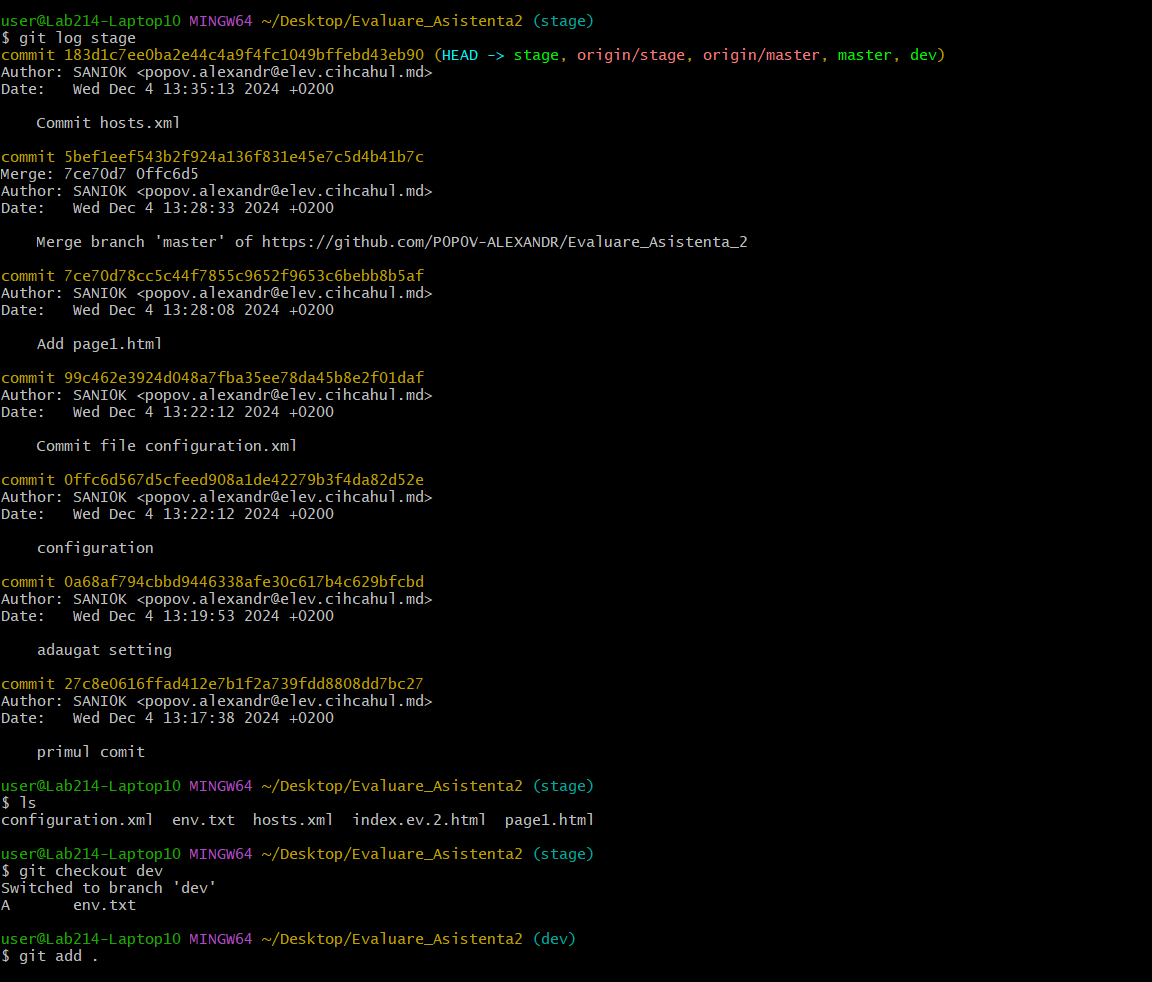 user@Lab214-Laptop10 MINGW64 ~/Desktop/Evaluare_Asistenta2 (stage)
$ git log stage
commit 183d1c7ee0ba2e44c4a9f4fc1049bffebd43eb90 (HEAD -> stage, origin/stage, origin/master, master, dev)
Author: SANIOK <popov.alexandr@elev.cihcahul.md>
Date:   Wed Dec 4 13:35:13 2024 +0200

    Commit hosts.xml

commit 5bef1eef543b2f924a136f831e45e7c5d4b41b7c
Merge: 7ce70d7 0ffc6d5
Author: SANIOK <popov.alexandr@elev.cihcahul.md>
Date:   Wed Dec 4 13:28:33 2024 +0200

    Merge branch 'master' of https://github.com/POPOV-ALEXANDR/Evaluare_Asistenta_2

commit 7ce70d78cc5c44f7855c9652f9653c6bebb8b5af
Author: SANIOK <popov.alexandr@elev.cihcahul.md>
Date:   Wed Dec 4 13:28:08 2024 +0200

    Add page1.html

commit 99c462e3924d048a7fba35ee78da45b8e2f01daf
Author: SANIOK <popov.alexandr@elev.cihcahul.md>
Date:   Wed Dec 4 13:22:12 2024 +0200

    Commit file configuration.xml

commit 0ffc6d567d5cfeed908a1de42279b3f4da82d52e
Author: SANIOK <popov.alexandr@elev.cihcahul.md>
Date:   Wed Dec 4 13:22:12 2024 +0200

    configuration

commit 0a68af794cbbd9446338afe30c617b4c629bfcbd
Author: SANIOK <popov.alexandr@elev.cihcahul.md>
Date:   Wed Dec 4 13:19:53 2024 +0200

    adaugat setting

commit 27c8e0616ffad412e7b1f2a739fdd8808dd7bc27
Author: SANIOK <popov.alexandr@elev.cihcahul.md>
Date:   Wed Dec 4 13:17:38 2024 +0200

    primul comit

user@Lab214-Laptop10 MINGW64 ~/Desktop/Evaluare_Asistenta2 (stage)
$ ls
configuration.xml  env.txt  hosts.xml  index.ev.2.html  page1.html

user@Lab214-Laptop10 MINGW64 ~/Desktop/Evaluare_Asistenta2 (stage)
$ git checkout dev
Switched to branch 'dev'
A       env.txt

user@Lab214-Laptop10 MINGW64 ~/Desktop/Evaluare_Asistenta2 (dev)
$ git add .